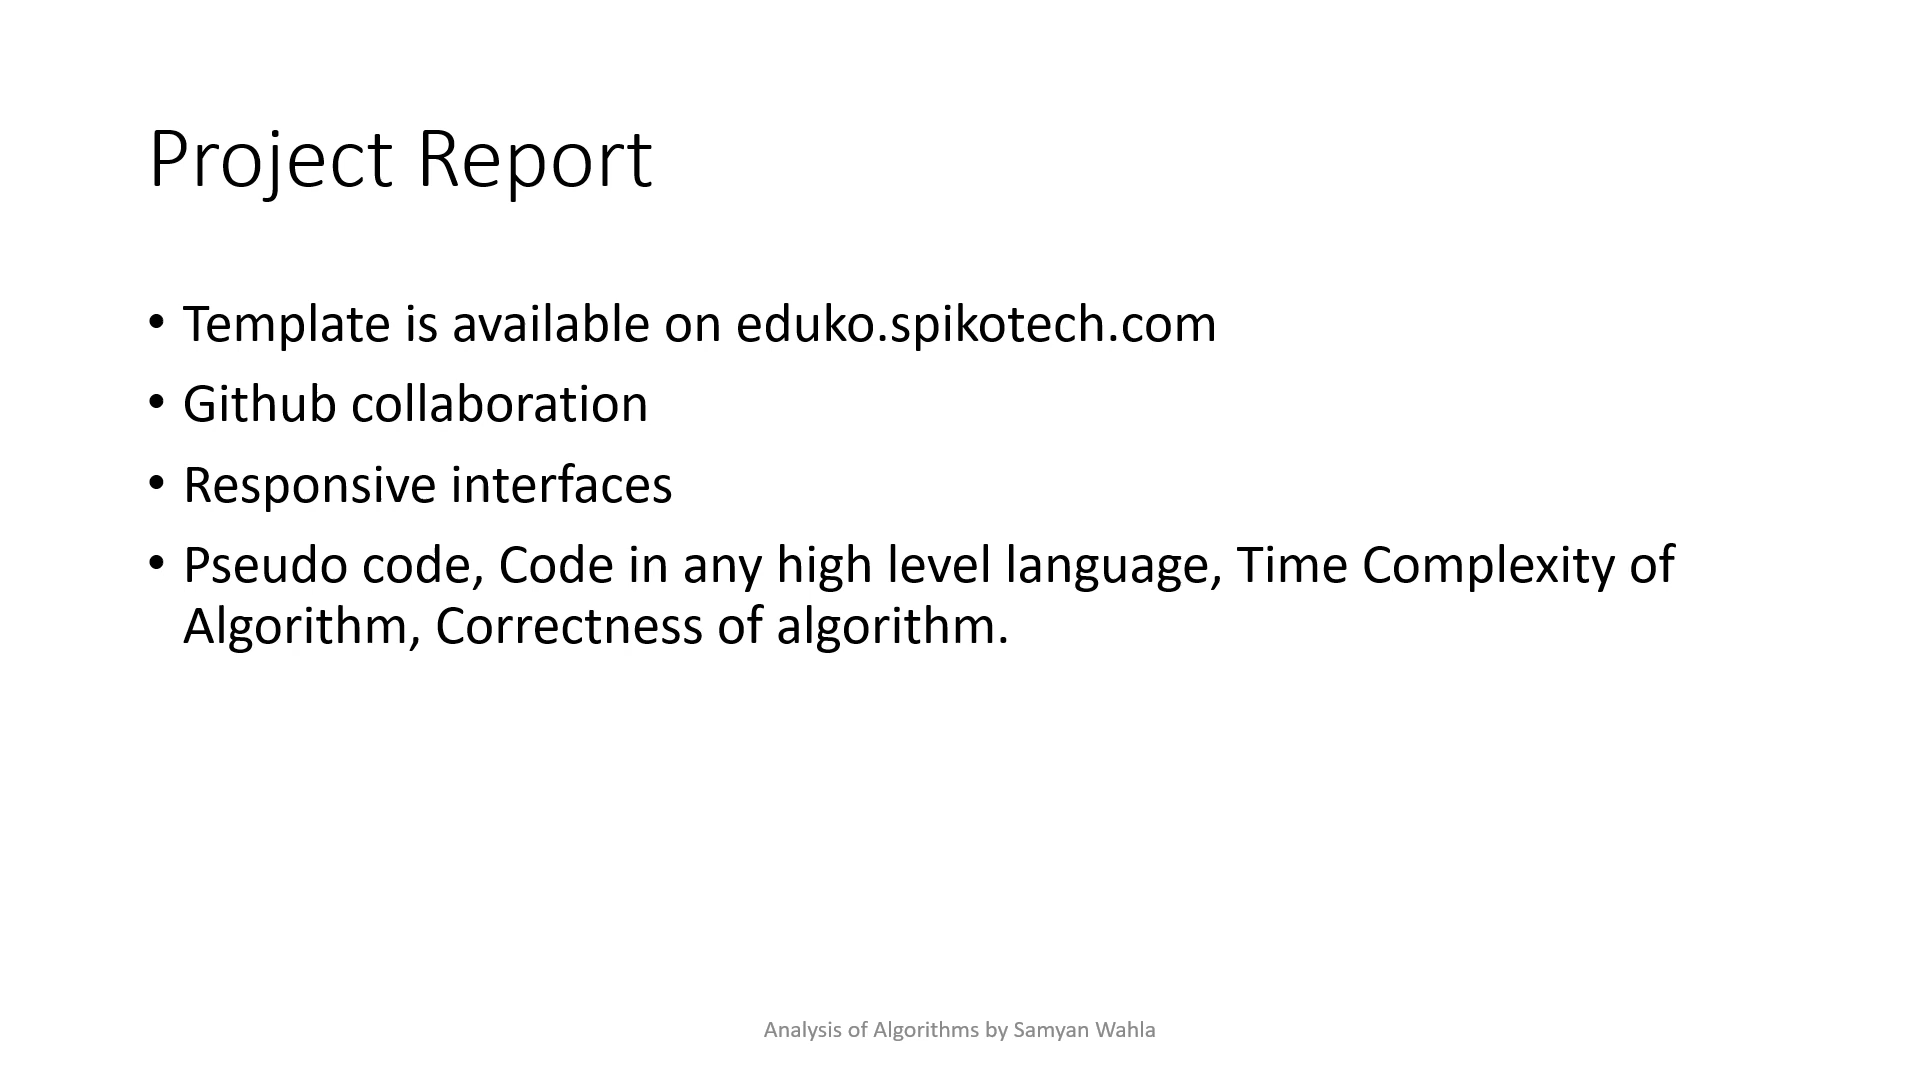 Project Report
• Template is available on eduko.spikotech.com
• Github collaboration
• Responsive interfaces
• Pseudo code, Code in any high level language, Time Complexity of
Algorithm, Correctness of algorithm.
Analysis of Algorithms by Samyan Wahla